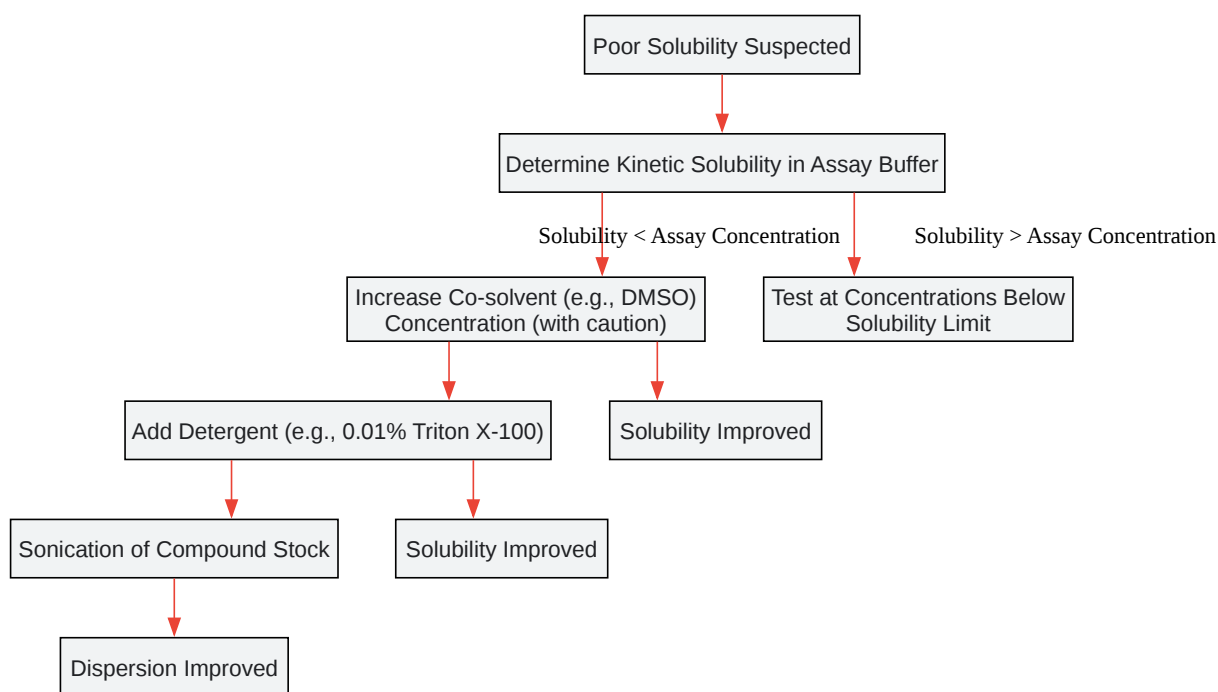 Poor Solubility Suspected
Determine Kinetic Solubility in Assay Buffer
Solubility < Assay Concentration
Solubility > Assay Concentration
Increase Co-solvent (e.g., DMSO)
Concentration (with caution)
Test at Concentrations Below
Solubility Limit
Add Detergent (e.g., 0.01% Triton X-100)
Solubility Improved
Sonication of Compound Stock
Solubility Improved
Dispersion Improved